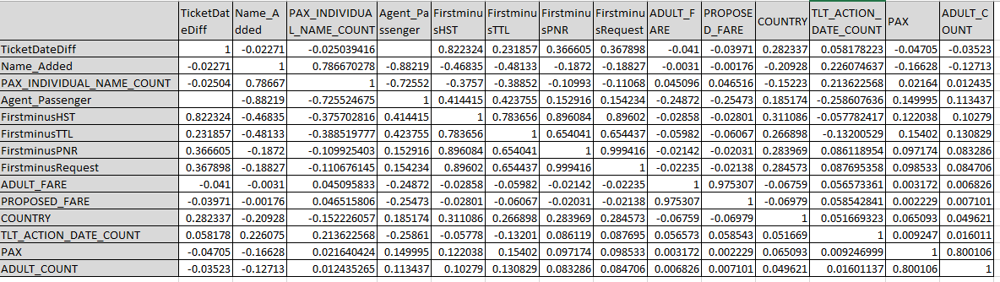 TicketDateDiff Name_Added PAX_INDIVIDUAL_NAME_COUNT Agent_Passenger FirstminusHST FirstminusTTL FirstminusPNR FirstminusRequest ADULT_FARE PROPOSED_FARE COUNTRY TLT_ACTION_DATE_COUNT PAX ADULT_COUNT
TicketDateDiff 1 -0.02271 -0.025039416 0.822324 0.231857 0.366605 0.367898 -0.041 -0.03971 0.282337 0.058178223 -0.04705 -0.03523
Name_Added -0.02271 1 0.786670278 -0.88219 -0.46835 -0.48133 -0.1872 -0.18827 -0.0031 -0.00176 -0.20928 0.226074637 -0.16628 -0.12713
PAX_INDIVIDUAL_NAME_COUNT -0.02504 0.78667 1 -0.72552 -0.3757 -0.38852 -0.10993 -0.11068 0.045096 0.046516 -0.15223 0.213622568 0.02164 0.012435
Agent_Passenger -0.88219 -0.725524675 1 0.414415 0.423755 0.152916 0.154234 -0.24872 -0.25473 0.185174 -0.258607636 0.149995 0.113437
FirstminusHST 0.822324 -0.46835 -0.375702816 0.414415 1 0.783656 0.896084 0.89602 -0.02858 -0.02801 0.311086 -0.057782417 0.122038 0.10279
FirstminusTTL 0.231857 -0.48133 -0.388519777 0.423755 0.783656 1 0.654041 0.654437 -0.05982 -0.06067 0.266898 -0.13200529 0.15402 0.130829
FirstminusPNR 0.366605 -0.1872 -0.109925403 0.152916 0.896084 0.654041 1 0.999416 -0.02142 -0.02031 0.283969 0.086118954 0.097174 0.083286
FirstminusRequest 0.367898 -0.18827 -0.110676145 0.154234 0.89602 0.654437 0.999416 1 -0.02235 -0.02138 0.284573 0.087695358 0.098533 0.084706
ADULT_FARE -0.041 -0.0031 0.045095833 -0.24872 -0.02858 -0.05982 -0.02142 -0.02235 1 0.975307 -0.06759 0.056573361 0.003172 0.006826
PROPOSED_FARE -0.03971 -0.00176 0.046515806 -0.25473 -0.02801 -0.06067 -0.02031 -0.02138 0.975307 1 -0.06979 0.058542841 0.002229 0.007101
COUNTRY 0.282337 -0.20928 -0.152226057 0.185174 0.311086 0.266898 0.283969 0.284573 -0.06759 -0.06979 1 0.051669323 0.065093 0.049621
TLT_ACTION_DATE_COUNT 0.058178 0.226075 0.213622568 -0.25861 -0.05778 -0.13201 0.086119 0.087695 0.056573 0.058543 0.051669 1 0.009247 0.016011
PAX -0.04705 -0.16628 0.021640424 0.149995 0.122038 0.15402 0.097174 0.098533 0.003172 0.002229 0.065093 0.009246999 1 0.800106
ADULT_COUNT -0.03523 -0.12713 0.012435265 0.113437 0.10279 0.130829 0.083286 0.084706 0.006826 0.007101 0.049621 0.01601137 0.800106 1